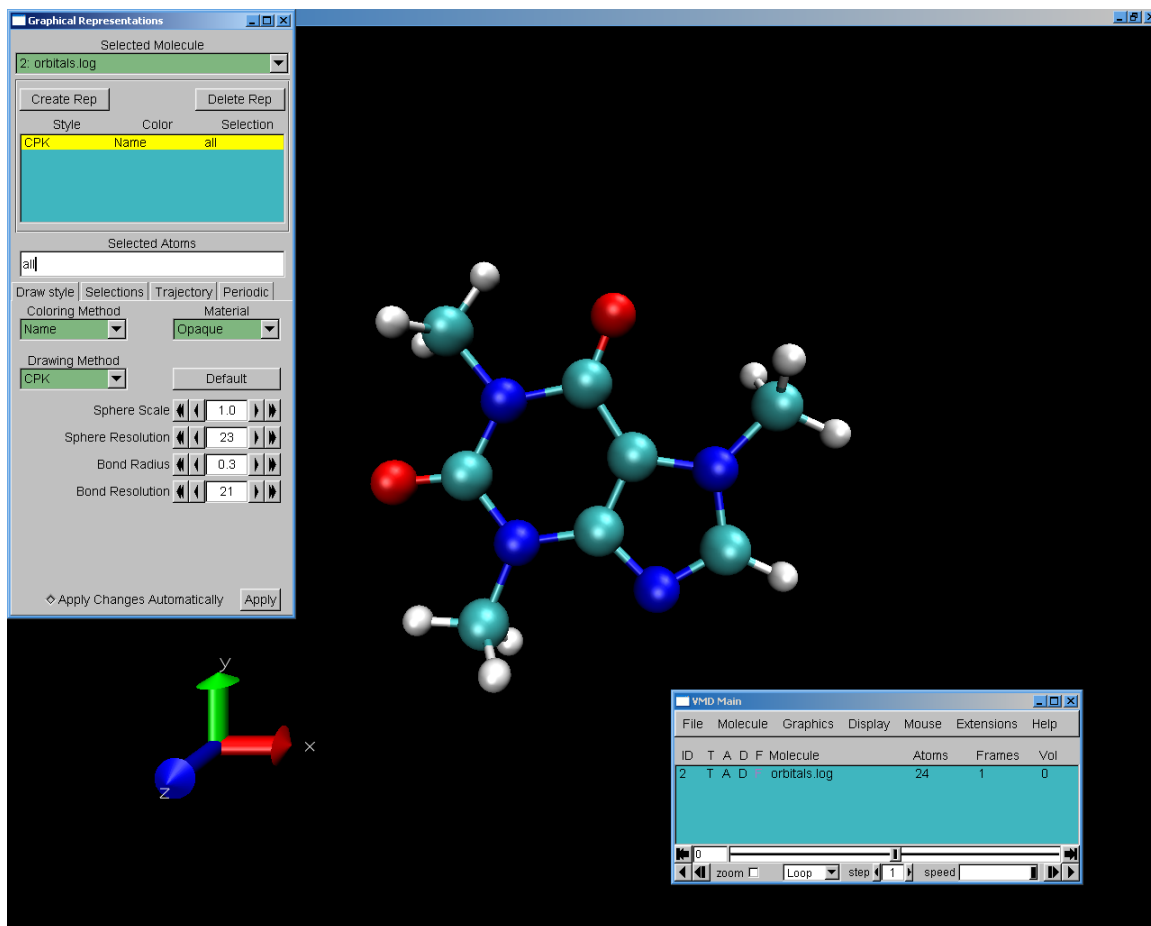 Graphical Representations
Selected Molecule
2: orbitals.log
Create Rep Delete Rep
Style Color Selection
CPK Name all
Selected Atoms
all
Draw style Selections Trajectory Periodic
Coloring Method Material
Name Opaque
Drawing Method
CPK Default
Sphere Scale 1.0
Sphere Resolution 23
Bond Radius 0.3
Bond Resolution 21
Apply Changes Automatically Apply
y
x
z
VMD Main
File Molecule Graphics Display Mouse Extensions Help
ID T A D F Molecule Atoms Frames Vol
2 T A D F orbitals.log 24 1 0
0
zoom Loop step 1 speed